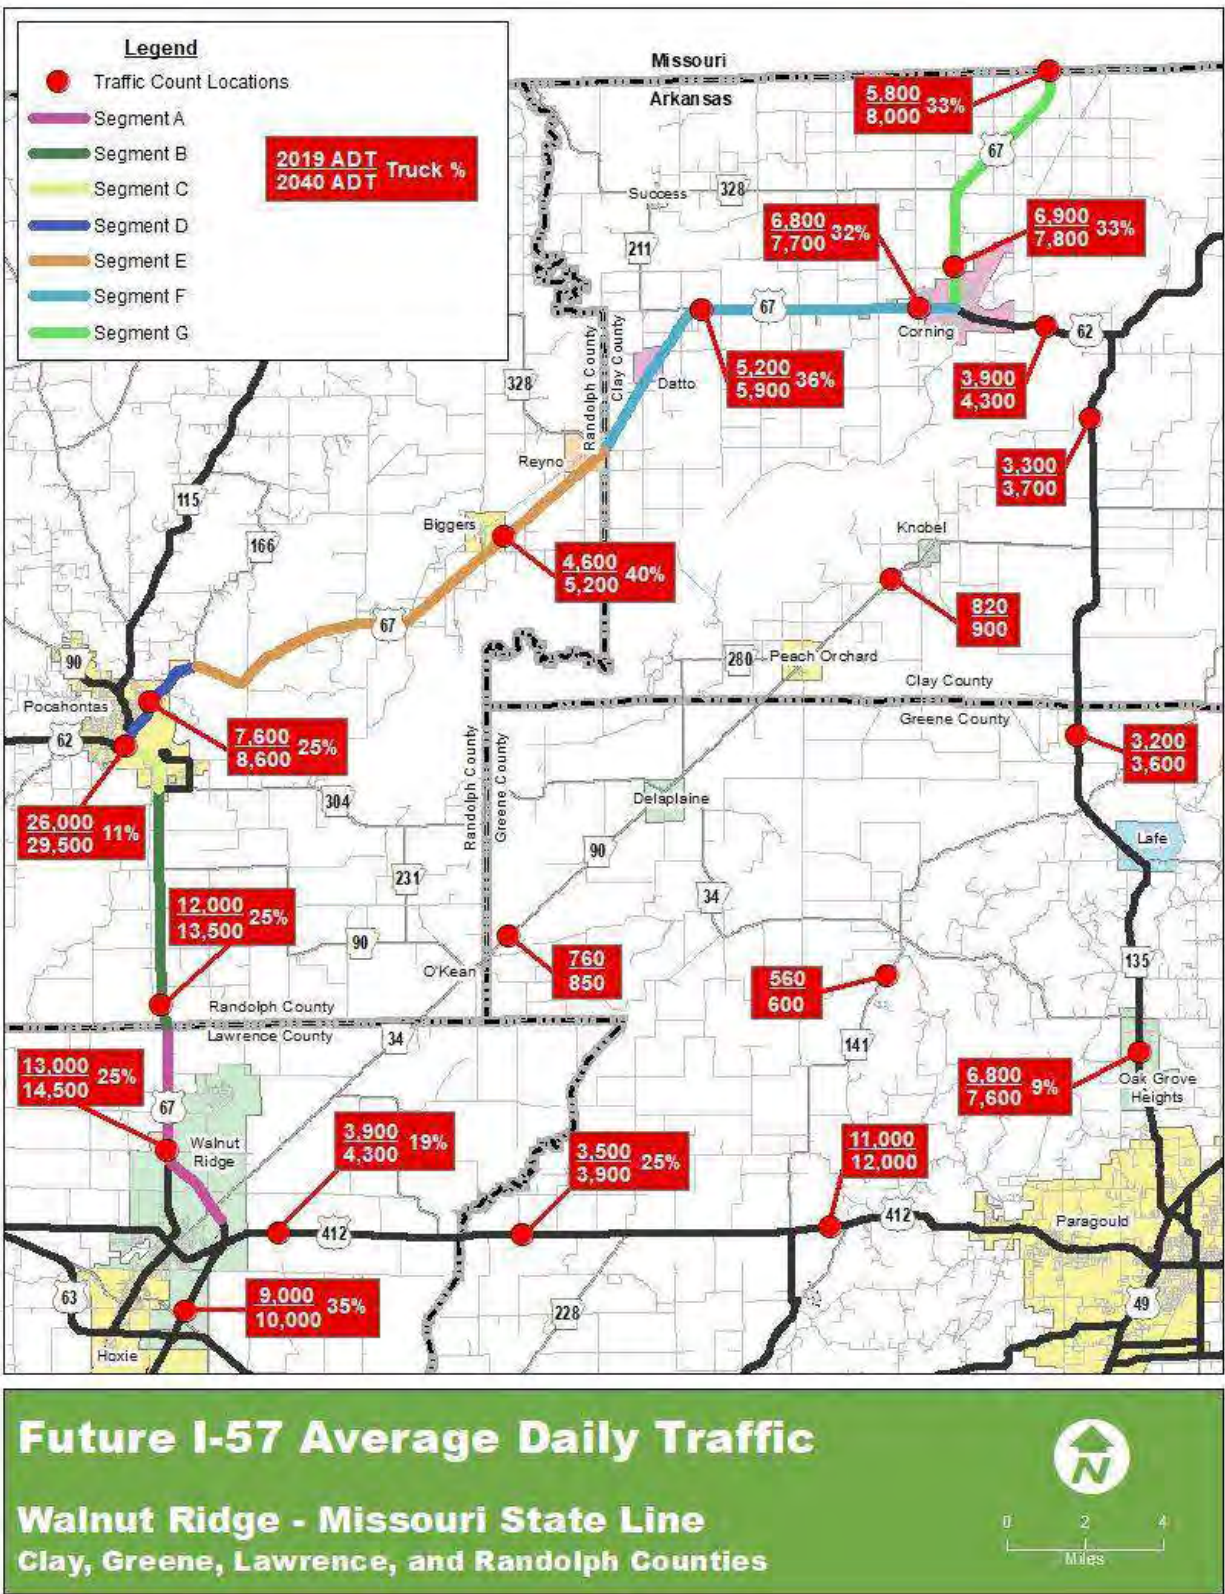 Legend
Traffic Count Locations
Segment A
Segment B
2019 ADT
2040 ADT
Truck %
Segment C
Segment D
Segment E
Segment F
Segment G
Missouri
Arkansas
5,800
8,000
33%
67
Success
328
6,800
7,700
32%
6,900
7,800
33%
211
67
Corning
62
Randolph County
Clay County
328
Datto
5,200
5,900
36%
3,900
4,300
Reyno
3,300
3,700
115
Biggers
166
Knobel
4,600
5,200
40%
820
900
67
90
280
Peach Orchard
Clay County
Greene County
Pocahontas
62
7,600
8,600
25%
3,200
3,600
Randolph County
Greene County
26,000
29,500
11%
304
Delaplaine
Lafe
90
231
34
12,000
13,500
25%
90
O'Kean
760
850
560
600
135
Randolph County
Lawrence County
34
141
13,000
14,500
25%
6,800
7,600
9%
Oak Grove
Heights
67
Walnut
Ridge
3,900
4,300
19%
3,500
3,900
25%
11,000
12,000
412
412
Paragould
63
9,000
10,000
35%
228
49
Hoxie
Future I-57 Average Daily Traffic
N
Walnut Ridge - Missouri State Line
Clay, Greene, Lawrence, and Randolph Counties
0 2 4
Miles